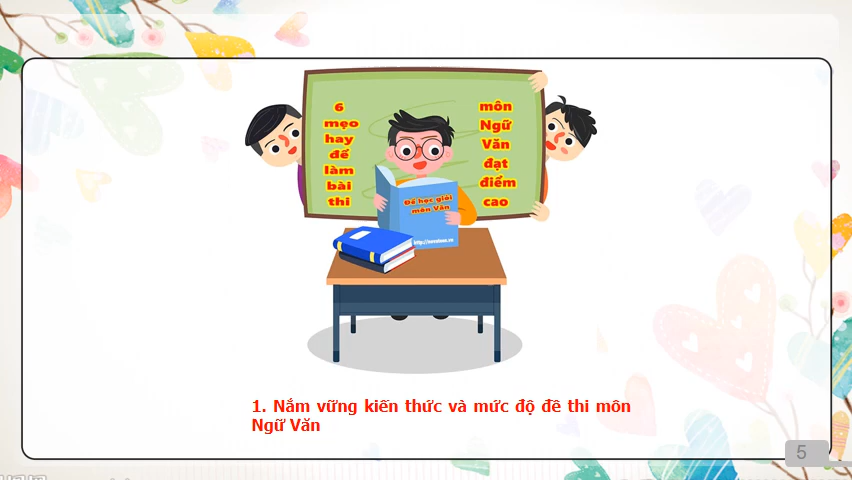 6
mẹo
hay
để
làm
bài
thi
môn
Ngữ
Văn
đạt
điểm
cao
Để học giỏi
môn Văn
1. Nắm vững kiến thức và mức độ đề thi môn
Ngữ Văn
5